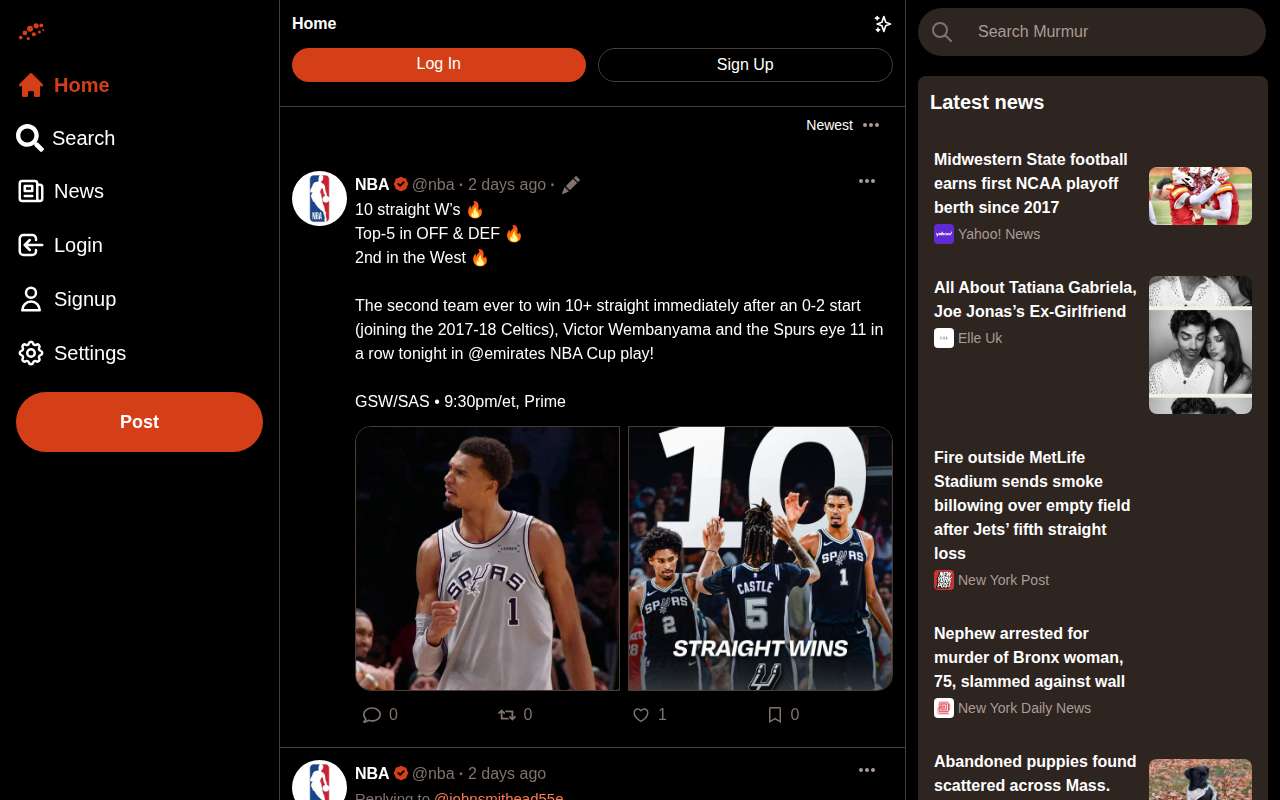 Home
Search
News
Login
Signup
Settings
Post
Home
Log In
Sign Up
Newest
NBA @nba · 2 days ago ·
10 straight W's 🔥
Top-5 in OFF & DEF 🔥
2nd in the West 🔥
The second team ever to win 10+ straight immediately after an 0-2 start
(joining the 2017-18 Celtics), Victor Wembanyama and the Spurs eye 11 in
a row tonight in @emirates NBA Cup play!
GSW/SAS • 9:30pm/et, Prime
SPURS
1
10
SPURS
2
CASTLE
5
SPURS
1
STRAIGHT WINS
0
0
1
0
NBA @nba · 2 days ago
Replying to @johnsmithead55e
Search Murmur
Latest news
Midwestern State football
earns first NCAA playoff
berth since 2017
Yahoo! News
All About Tatiana Gabriela,
Joe Jonas’s Ex-Girlfriend
Elle Uk
Fire outside MetLife
Stadium sends smoke
billowing over empty field
after Jets’ fifth straight
loss
New York Post
Nephew arrested for
murder of Bronx woman,
75, slammed against wall
New York Daily News
Abandoned puppies found
scattered across Mass.